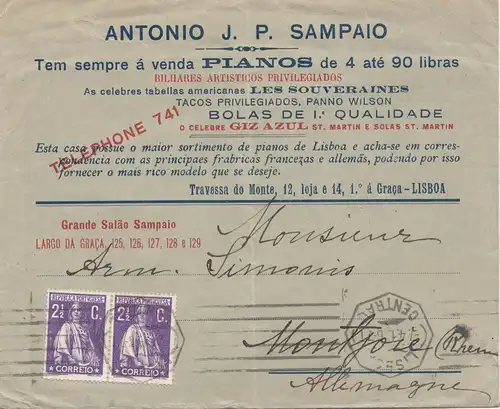 ANTONIO J. P. SAMPAIO
Tem sempre á venda PIANOS de 4 até 90 libras
BILHARES ARTISTICOS PRIVILEGIADOS
As celebres tabellas americanas LES SOUVERAINES
TACOS PRIVILEGIADOS, PANNO WILSON
BOLAS DE I.ª QUALIDADE
O CELEBRE GIZ AZUL ST. MARTIN E SOLAS ST. MARTIN
TELEPHONE 741
Esta casa possue o maior sortimento de pianos de Lisboa e acha-se em corres-
pondencia com as principaes frabricas francezas e allemãs, podendo por isso
fornecer o mais rico modelo que se deseje.
Travessa do Monte, 12, loja e 14, 1.º á Graça-LISBOA
Grande Salão Sampaio
LARGO DA GRAÇA, 125, 126, 127, 128 e 129
Monsieur
Arm. Simonis
Montjoie (Rhein
Allemagne
REPUBLICA PORTUGUESA REPUBLICA PORTUGUESA
2½ C. 2½ C.
CORREIO CORREIO
LISB
CENTRAL